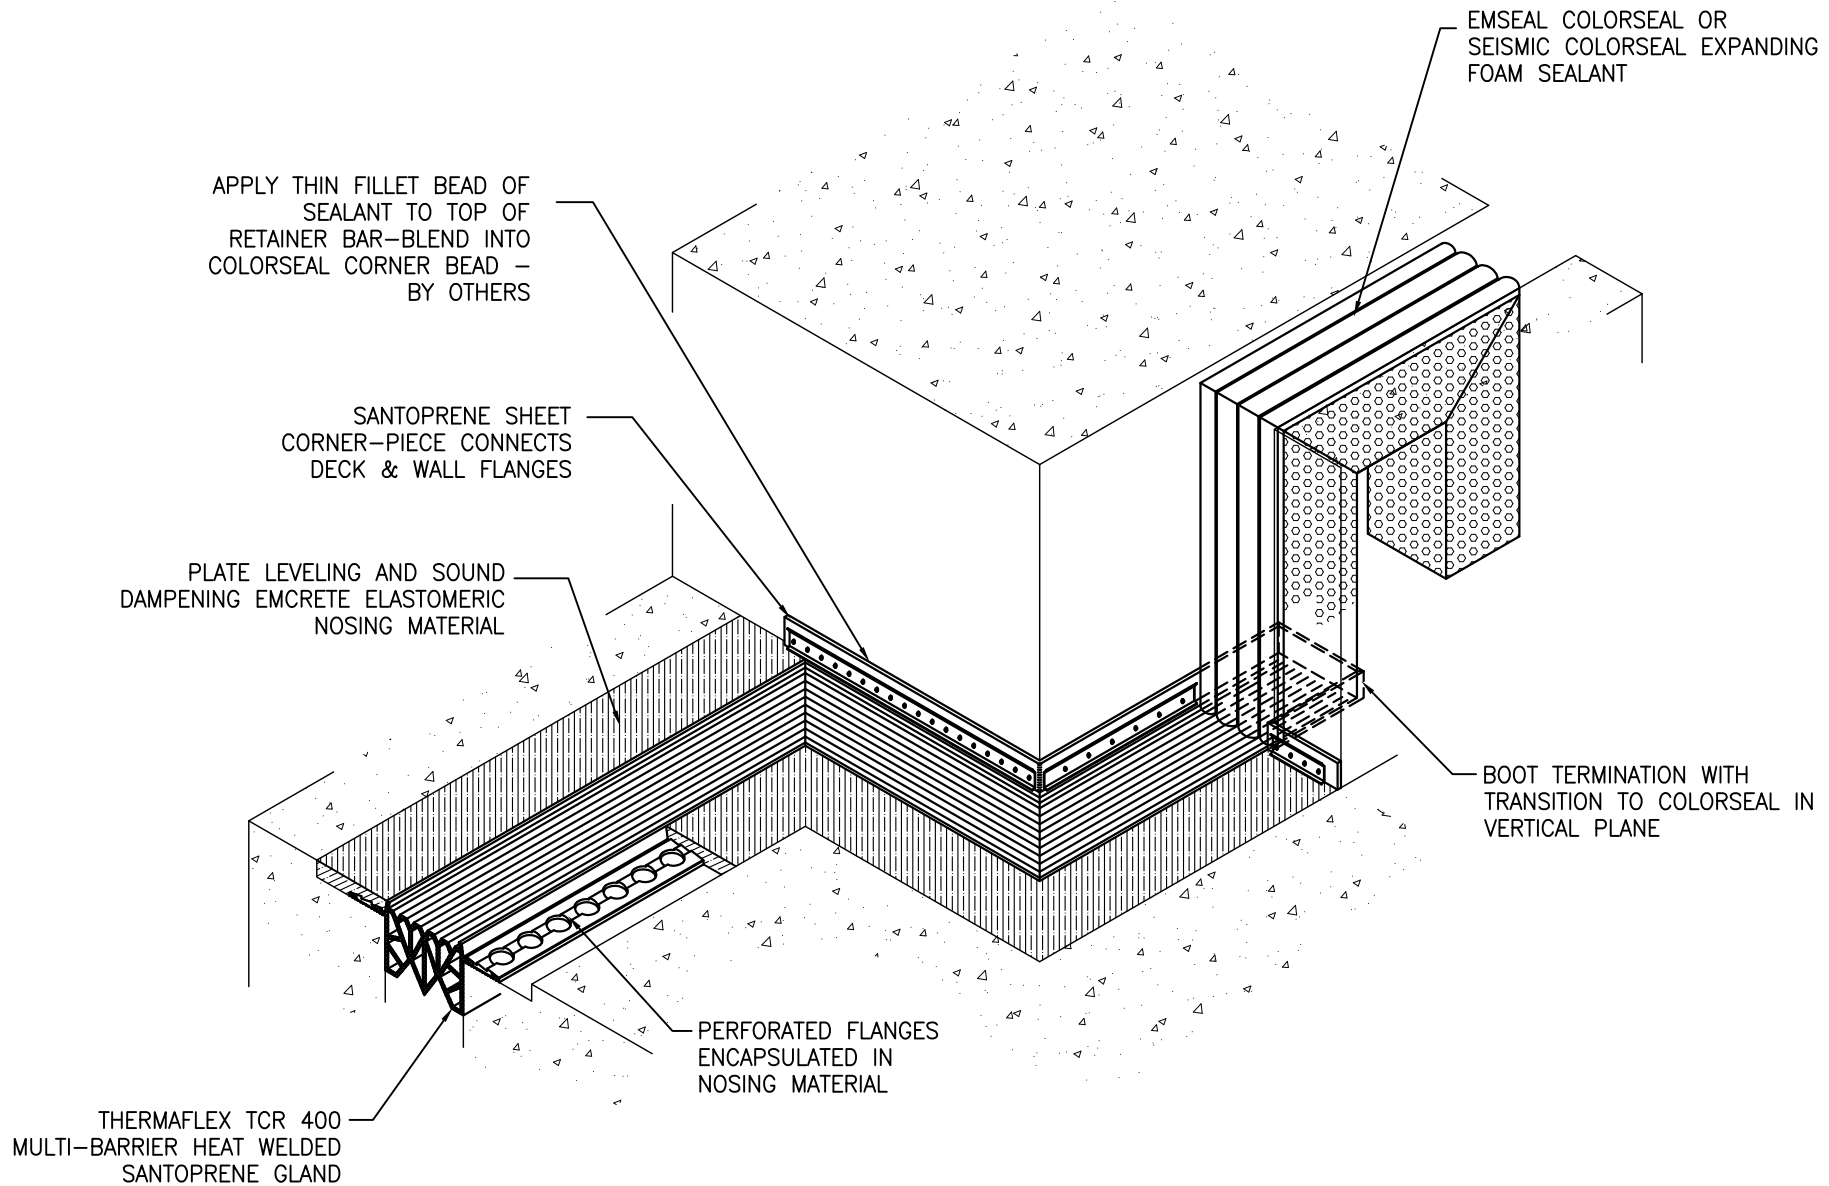 EMSEAL COLORSEAL OR
SEISMIC COLORSEAL EXPANDING
FOAM SEALANT
APPLY THIN FILLET BEAD OF
SEALANT TO TOP OF
RETAINER BAR–BLEND INTO
COLORSEAL CORNER BEAD –
BY OTHERS
SANTOPRENE SHEET
CORNER–PIECE CONNECTS
DECK & WALL FLANGES
PLATE LEVELING AND SOUND
DAMPENING EMCRETE ELASTOMERIC
NOSING MATERIAL
BOOT TERMINATION WITH
TRANSITION TO COLORSEAL IN
VERTICAL PLANE
PERFORATED FLANGES
ENCAPSULATED IN
NOSING MATERIAL
THERMAFLEX TCR 400
MULTI–BARRIER HEAT WELDED
SANTOPRENE GLAND